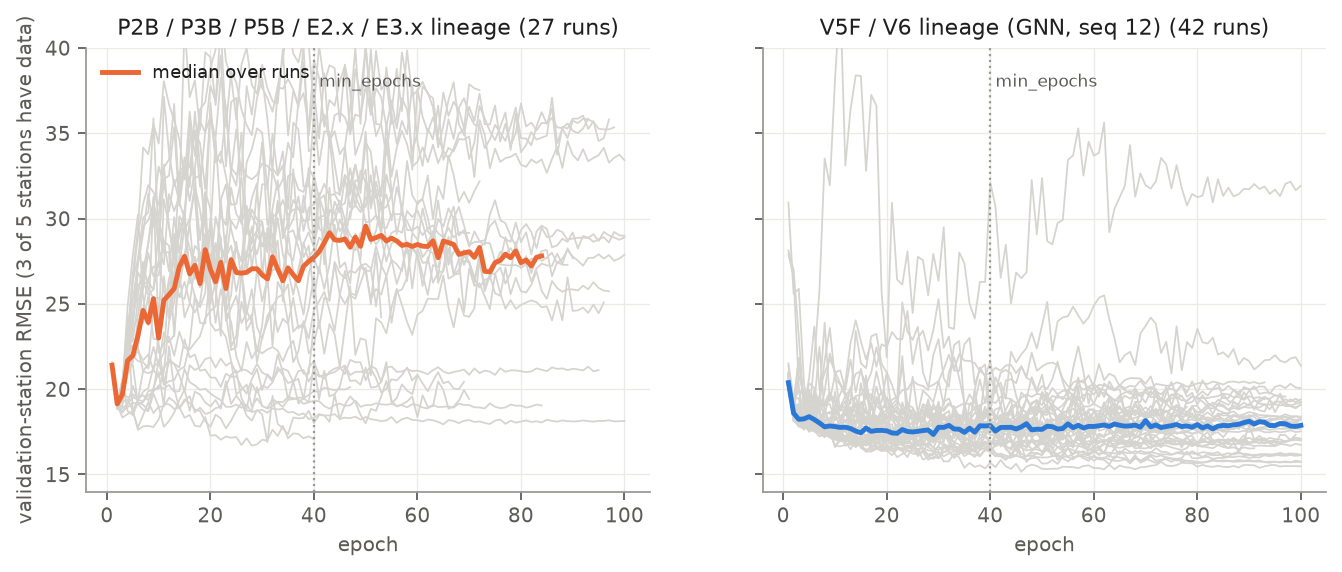 P2B / P3B / P5B / E2.x / E3.x lineage (27 runs)
validation-station RMSE (3 of 5 stations have data)
40
35
30
25
20
15
median over runs
min_epochs
0 20 40 60 80 100
epoch
V5F / V6 lineage (GNN, seq 12) (42 runs)
min_epochs
0 20 40 60 80 100
epoch